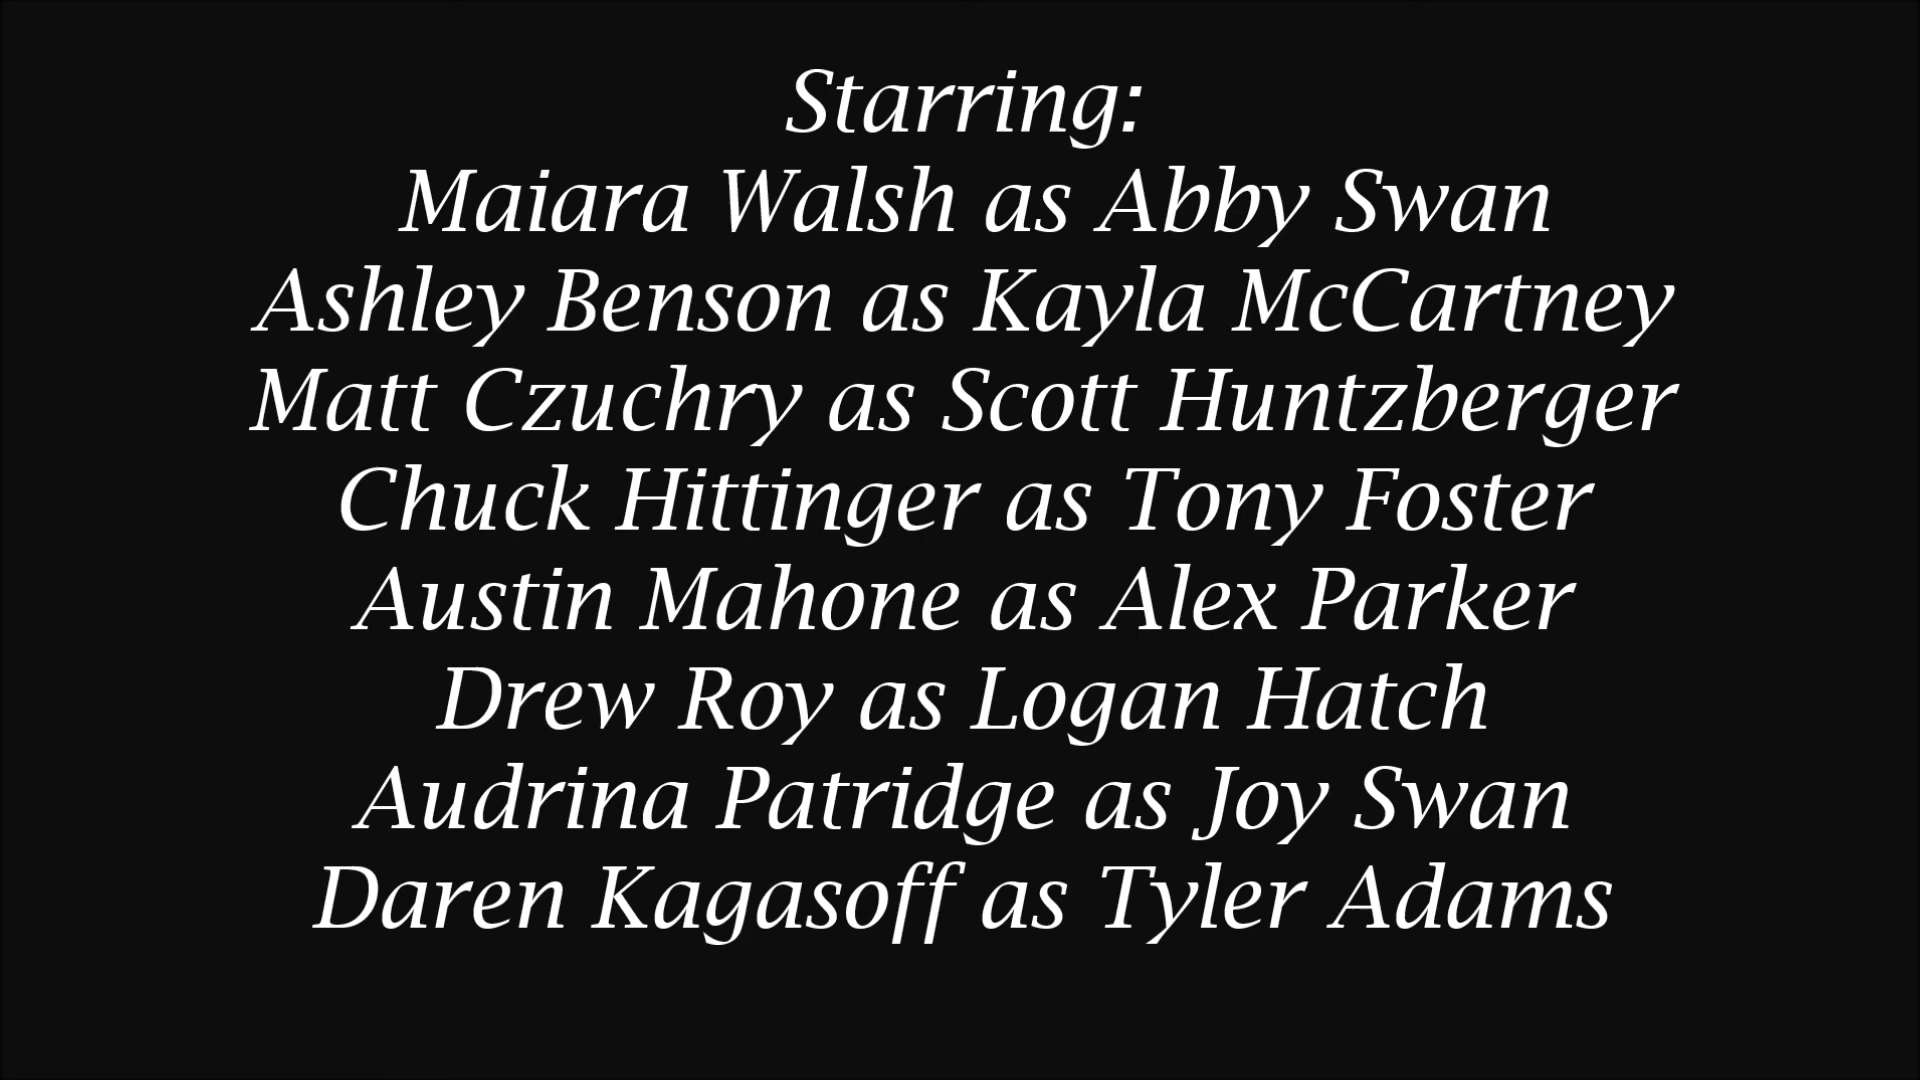 Starring:
Maiara Walsh as Abby Swan
Ashley Benson as Kayla McCartney
Matt Czuchry as Scott Huntzberger
Chuck Hittinger as Tony Foster
Austin Mahone as Alex Parker
Drew Roy as Logan Hatch
Audrina Patridge as Joy Swan
Daren Kagasoff as Tyler Adams